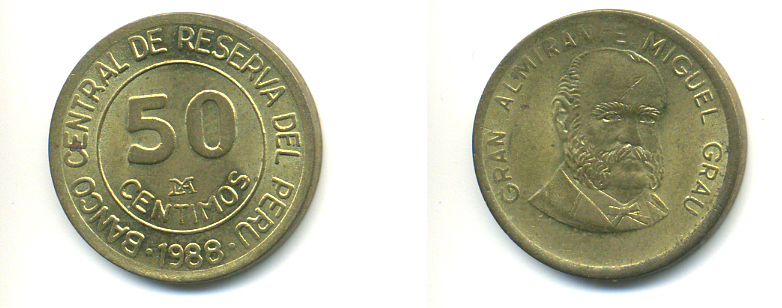 BANCO CENTRAL DE RESERVA DEL PERU
50
M
CENTIMOS
·1988·
GRAN ALMIRANTE MIGUEL GRAU